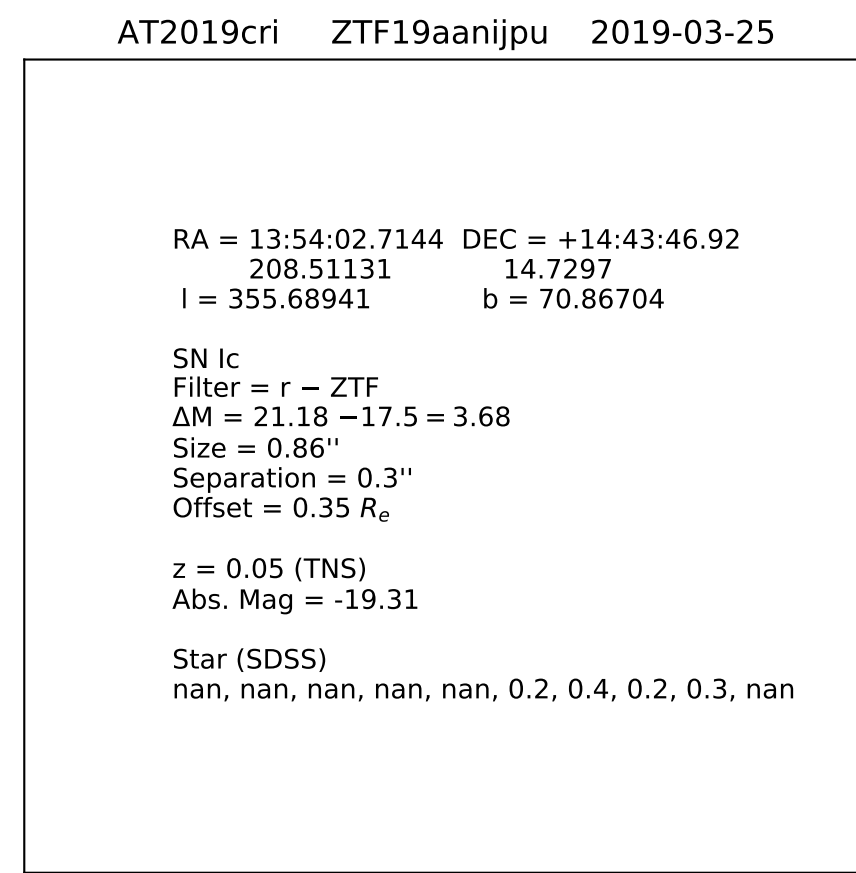 AT2019cri ZTF19aanijpu 2019-03-25
RA = 13:54:02.7144 DEC = +14:43:46.92
208.51131 14.7297
l = 355.68941 b = 70.86704
SN Ic
Filter = r − ZTF
ΔM = 21.18 −17.5 = 3.68
Size = 0.86''
Separation = 0.3''
Offset = 0.35 Rₑ
z = 0.05 (TNS)
Abs. Mag = -19.31
Star (SDSS)
nan, nan, nan, nan, nan, 0.2, 0.4, 0.2, 0.3, nan